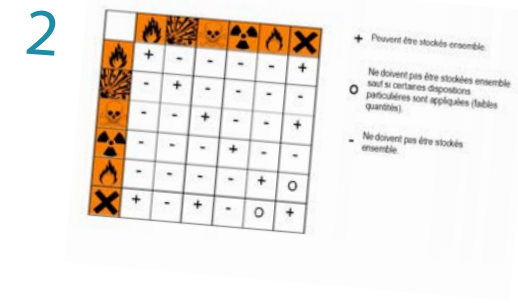 2
+ - - - - +
- + - - - -
- - + - - +
- - - + - -
- - - - + O
+ - + - O +
+ Peuvent être stockés ensemble.
O Ne doivent pas être stockées ensemble
sauf si certaines dispositions
particulières sont appliquées (faibles
quantités).
- Ne doivent pas être stockés
ensemble.